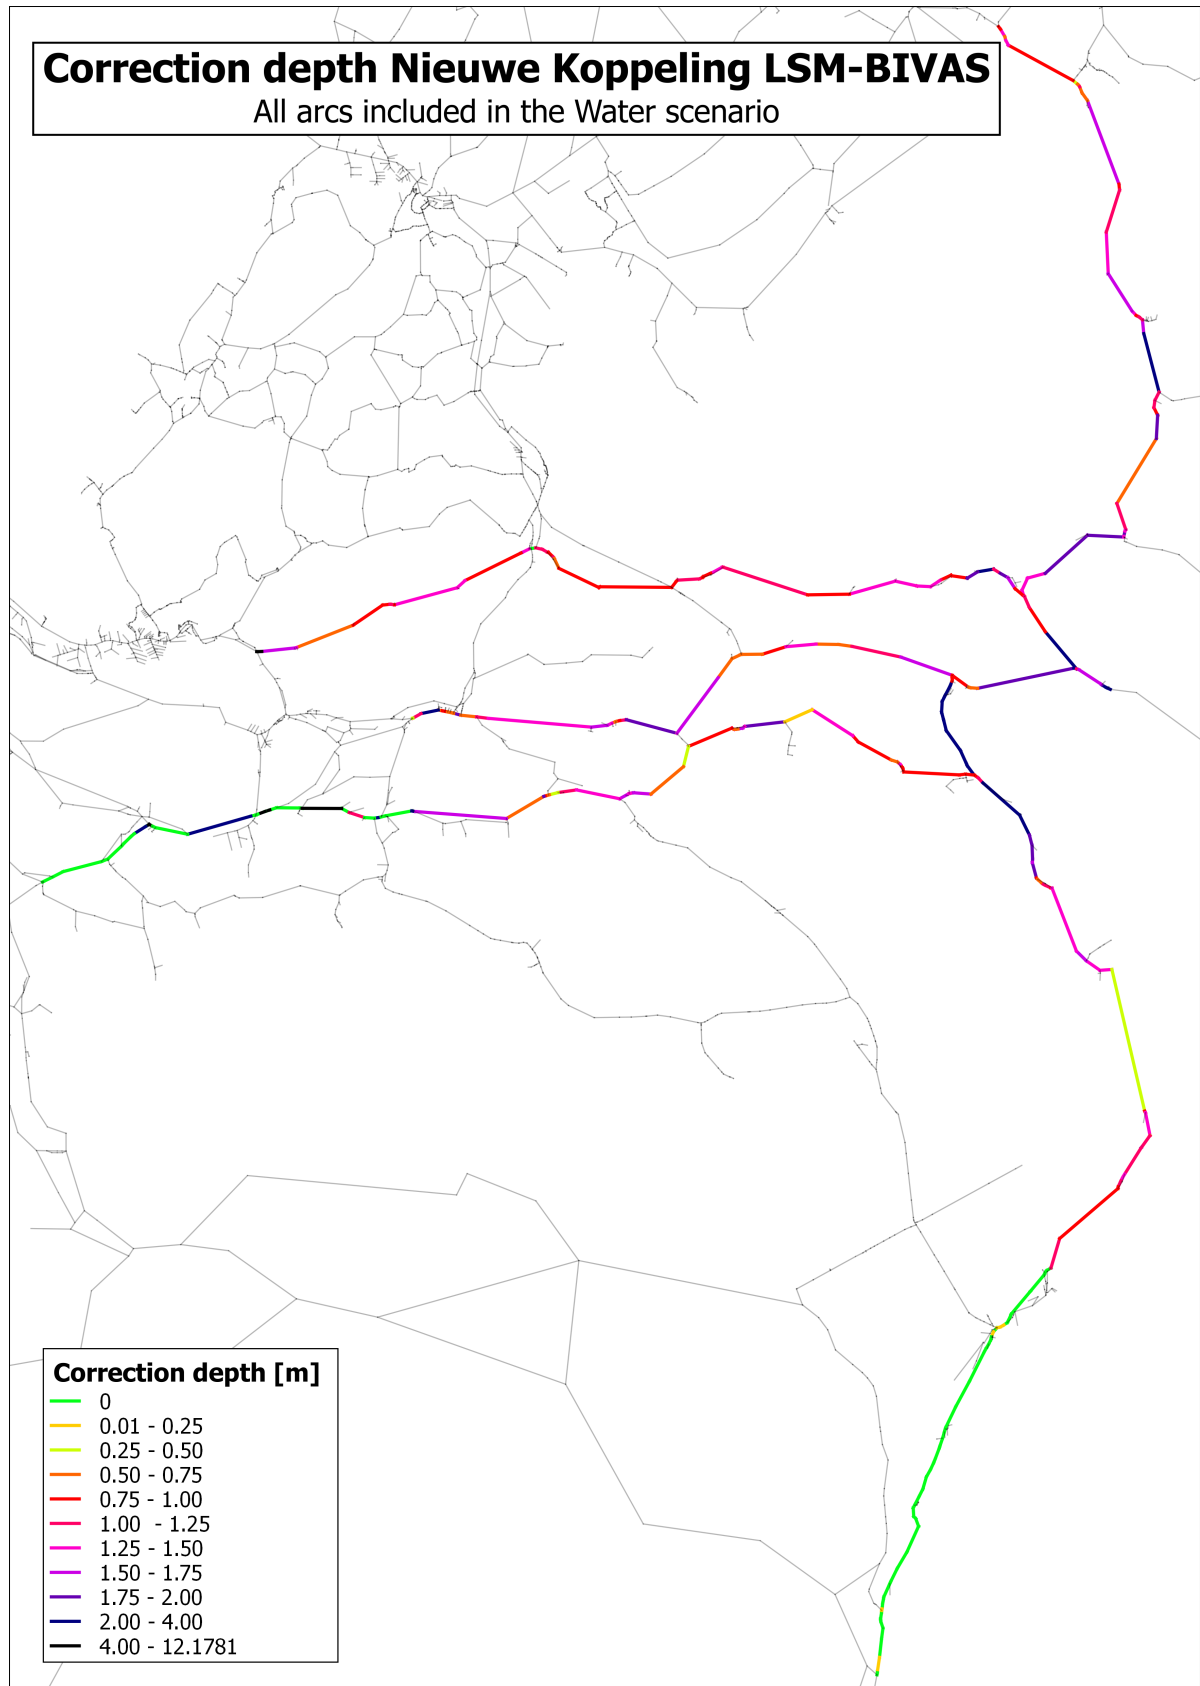 Correction depth Nieuwe Koppeling LSM-BIVAS
All arcs included in the Water scenario
Correction depth [m]
0
0.01 - 0.25
0.25 - 0.50
0.50 - 0.75
0.75 - 1.00
1.00  - 1.25
1.25 - 1.50
1.50 - 1.75
1.75 - 2.00
2.00 - 4.00
4.00 - 12.1781